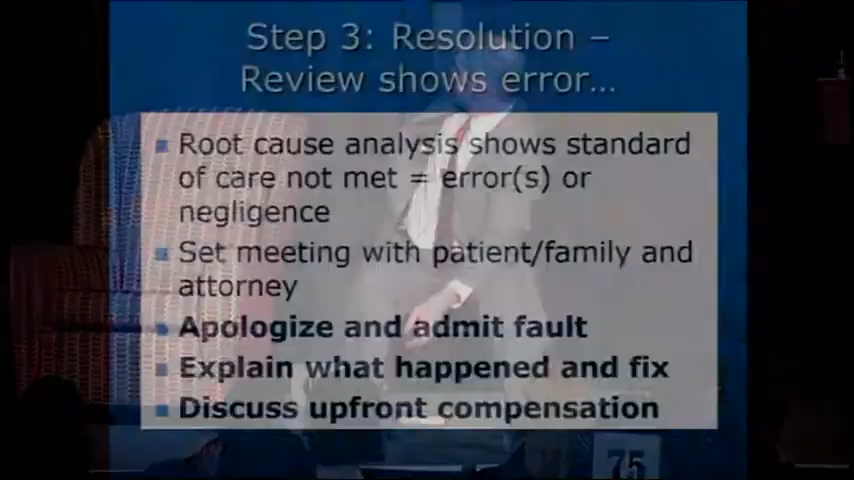 Step 3: Resolution –
Review shows error…
Root cause analysis shows standard
of care not met = error(s) or
negligence
Set meeting with patient/family and
attorney
Apologize and admit fault
Explain what happened and fix
Discuss upfront compensation
75